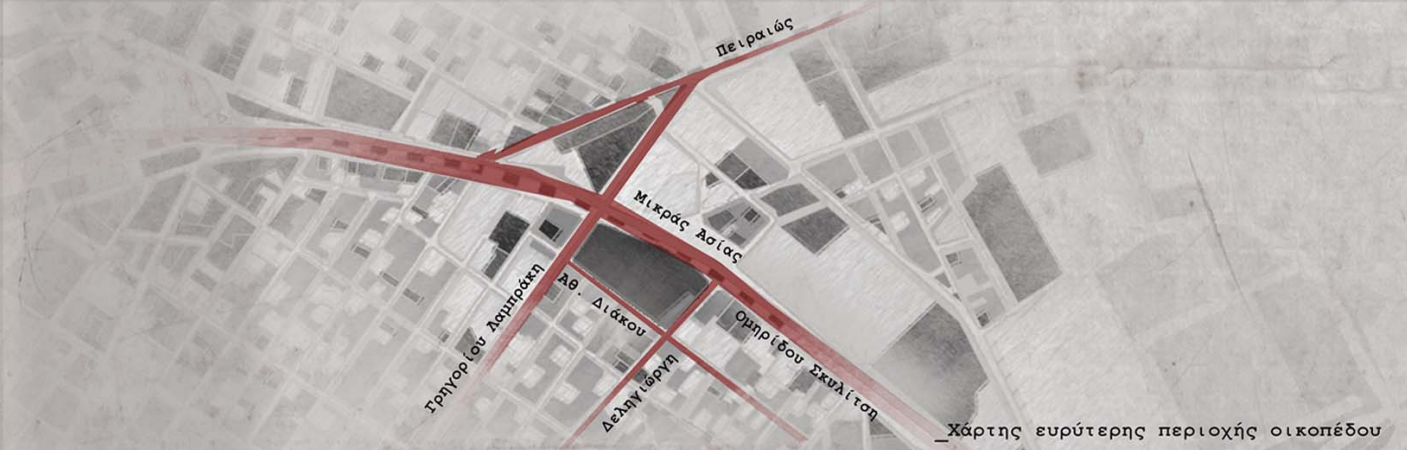 Πειραιώς
Μικράς Ασίας
Γρηγορίου Λαμπράκη
Αθ. Διάκου
Ομηρίδου Σκυλίτση
Δεληγιώργη
_Χάρτης ευρύτερης περιοχής οικοπέδου